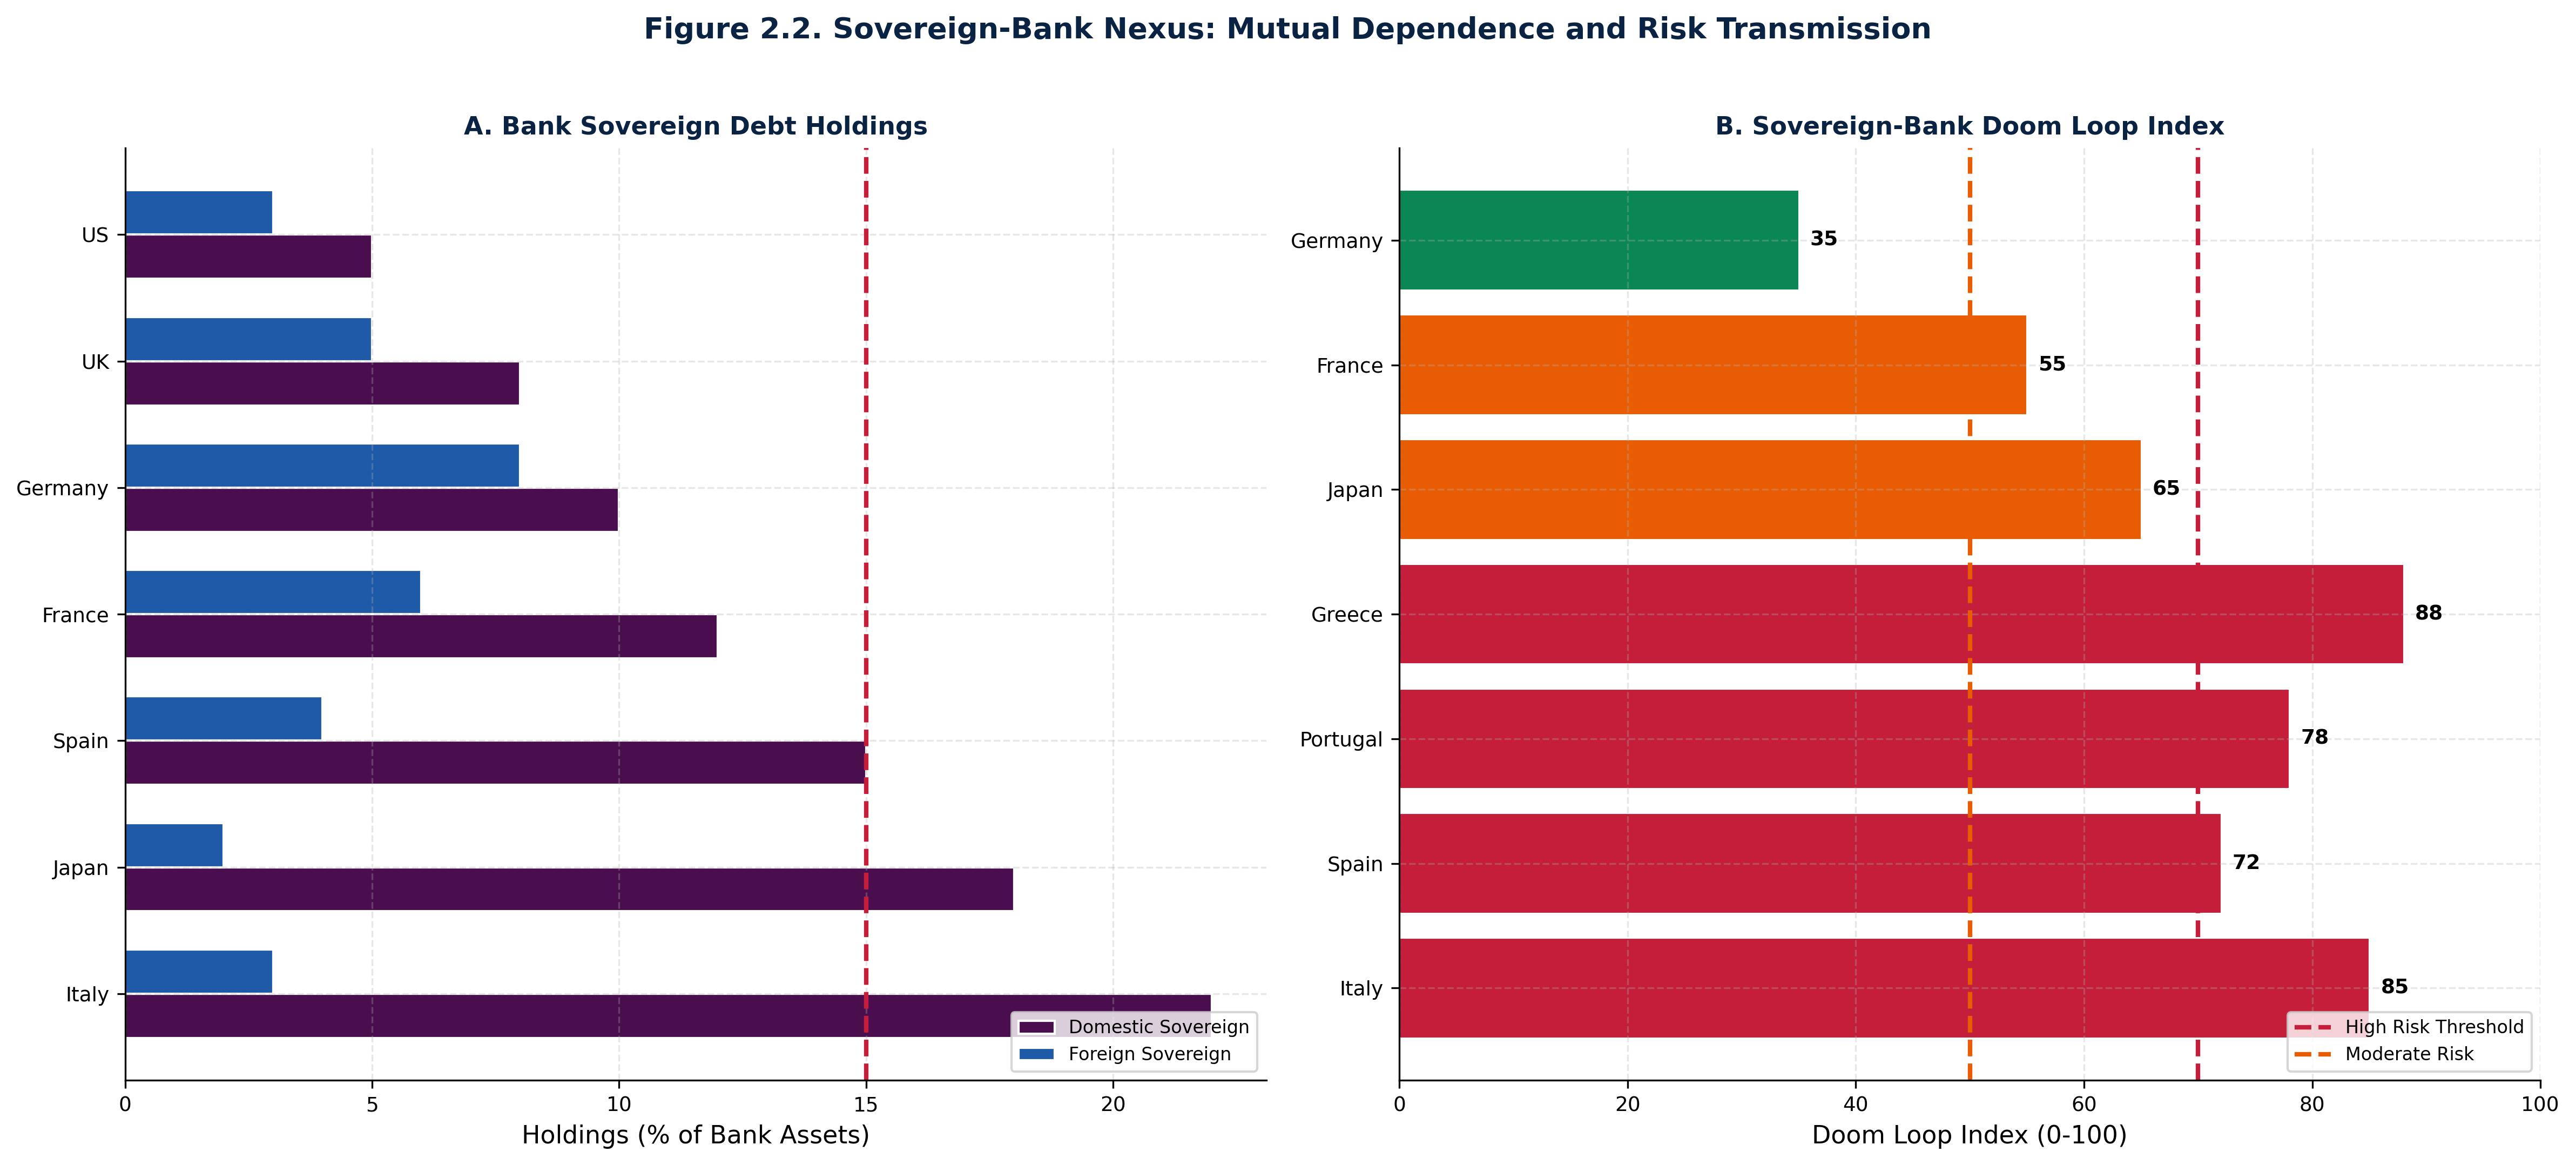 Figure 2.2. Sovereign-Bank Nexus: Mutual Dependence and Risk Transmission
A. Bank Sovereign Debt Holdings
US
UK
Germany
France
Spain
Japan
Italy
0 5 10 15 20
Holdings (% of Bank Assets)
Domestic Sovereign
Foreign Sovereign
B. Sovereign-Bank Doom Loop Index
Germany 35
France 55
Japan 65
Greece 88
Portugal 78
Spain 72
Italy 85
High Risk Threshold
Moderate Risk
0 20 40 60 80 100
Doom Loop Index (0-100)